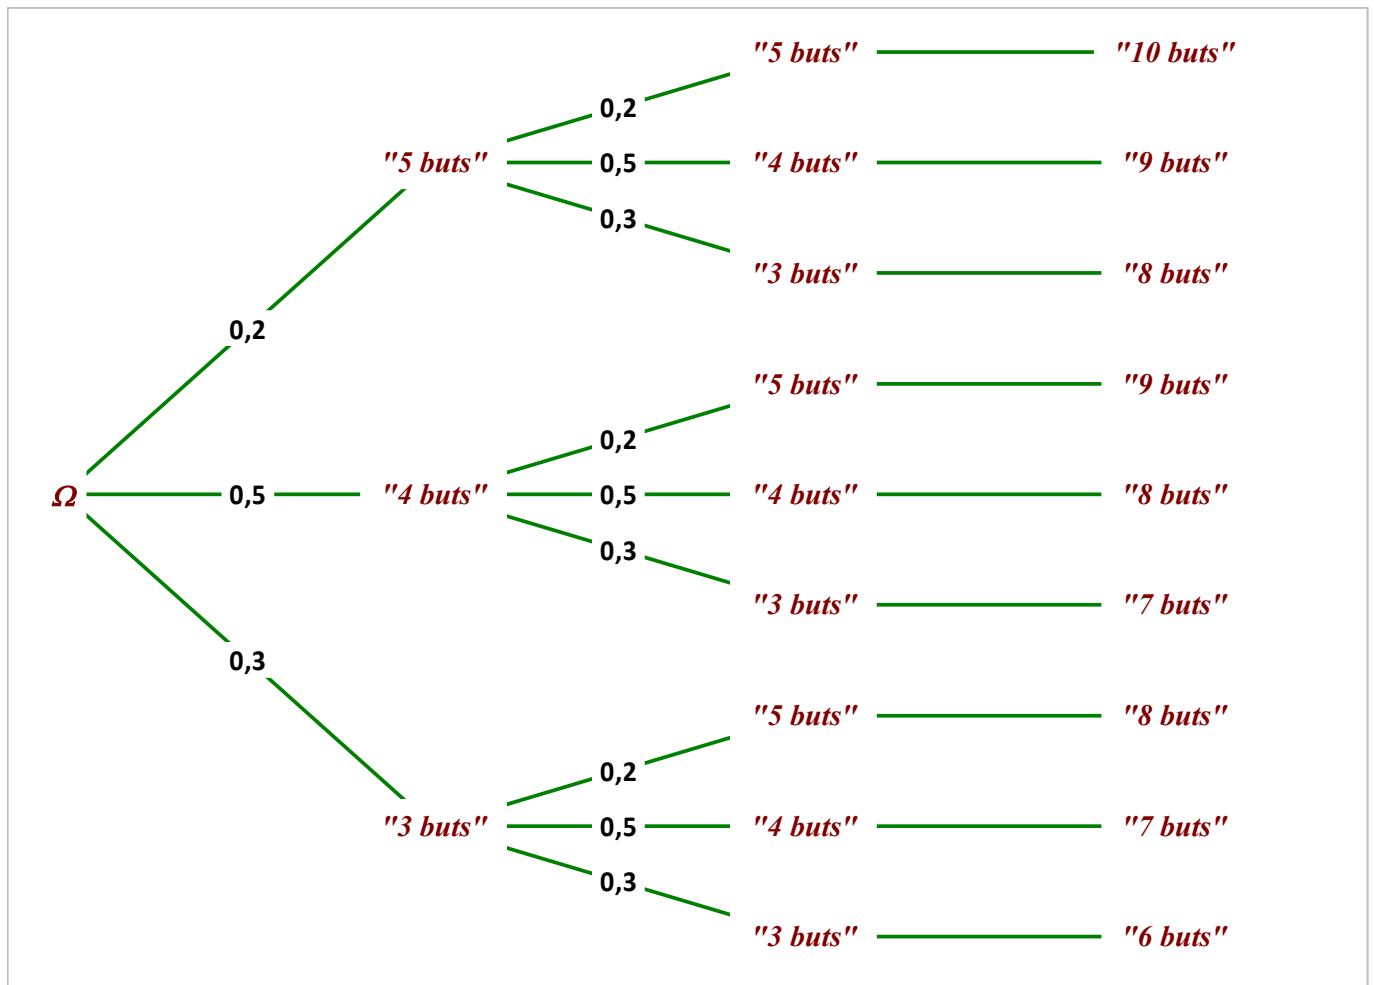 "5 buts" "10 buts"
0,2
"5 buts" 0,5 "4 buts" "9 buts"
0,3
"3 buts" "8 buts"
0,2
"5 buts" "9 buts"
0,2
Ω 0,5 "4 buts" 0,5 "4 buts" "8 buts"
0,3
"3 buts" "7 buts"
0,3
"5 buts" "8 buts"
0,2
"3 buts" 0,5 "4 buts" "7 buts"
0,3
"3 buts" "6 buts"